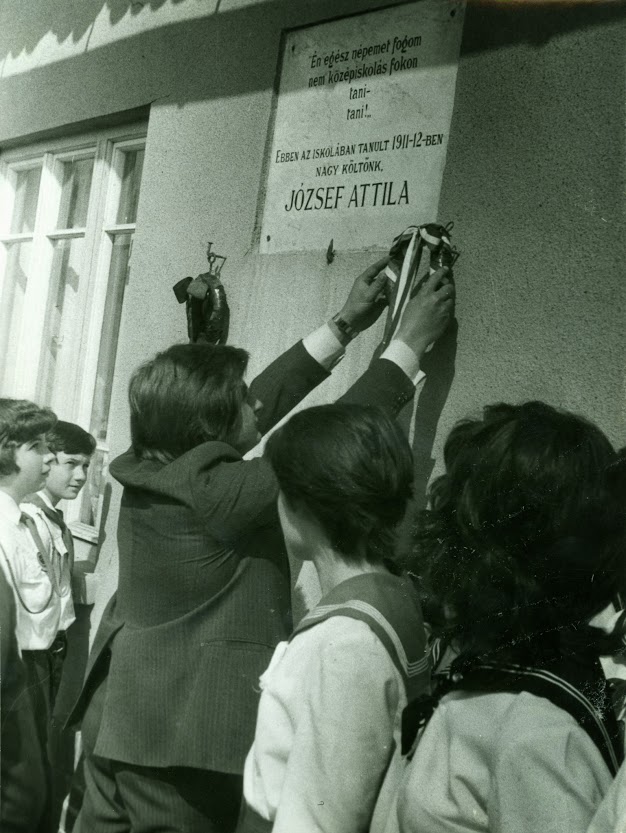 "Én egész népemet fogom
nem középiskolás fokon
taní-
tani!..
EBBEN AZ ISKOLÁBAN TANULT 1911-12-BEN
NAGY KÖLTŐNK,
JÓZSEF ATTILA